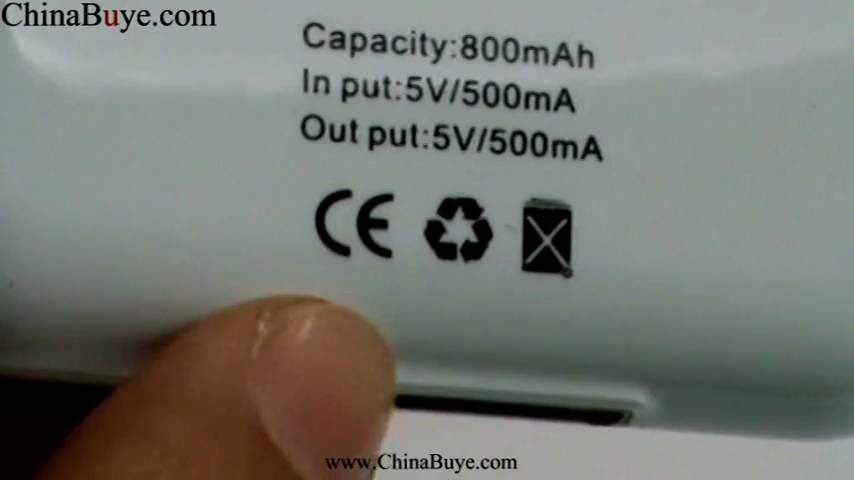 ChinaBuye.com
Capacity:800mAh
In put:5V/500mA
Out put:5V/500mA
CE
www.ChinaBuye.com